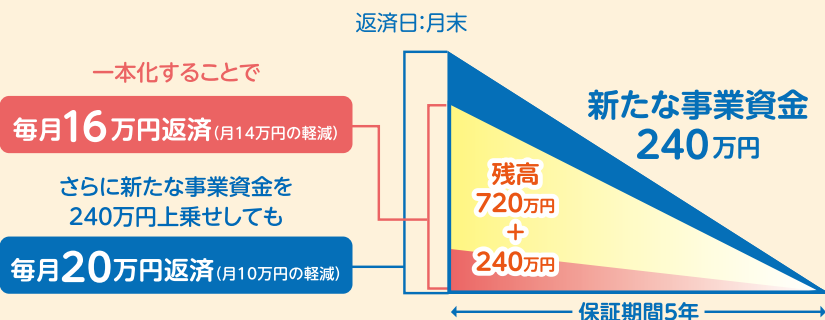 返済日：月末
一本化することで
毎月16万円返済（月14万円の軽減）
さらに新たな事業資金を
240万円上乗せしても
毎月20万円返済（月10万円の軽減）
新たな事業資金
240万円
残高
720万円
＋
240万円
保証期間5年